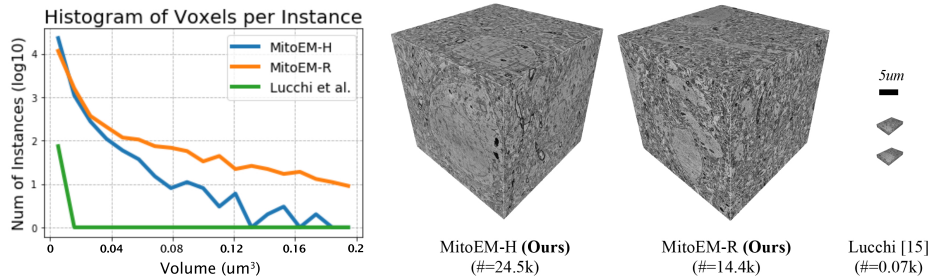 Histogram of Voxels per Instance
Num of Instances (log10)
4
3
2
1
0
MitoEM-H
MitoEM-R
Lucchi et al.
0
0.04
0.08
0.12
0.16
0.2
Volume (um³)
5um
MitoEM-H (Ours)
(#=24.5k)
MitoEM-R (Ours)
(#=14.4k)
Lucchi [15]
(#=0.07k)